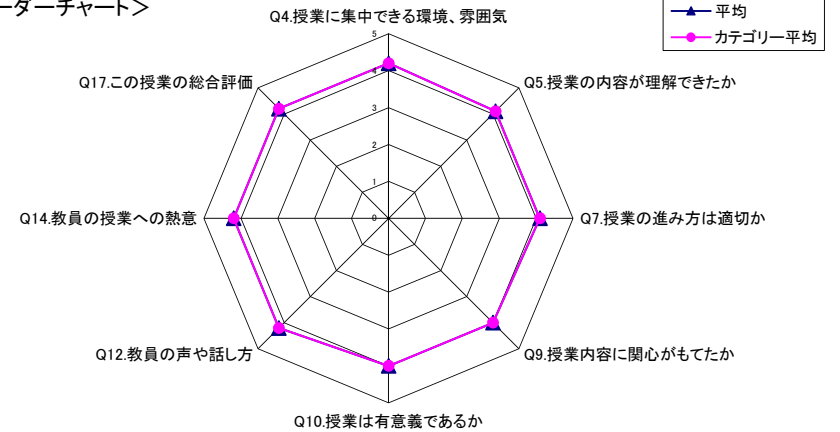 ーダーチャート＞
平均
カテゴリー平均
Q4.授業に集中できる環境、雰囲気
Q17.この授業の総合評価
Q5.授業の内容が理解できたか
5
4
3
2
1
0
Q14.教員の授業への熱意
Q7.授業の進み方は適切か
Q12.教員の声や話し方
Q9.授業内容に関心がもてたか
Q10.授業は有意義であるか